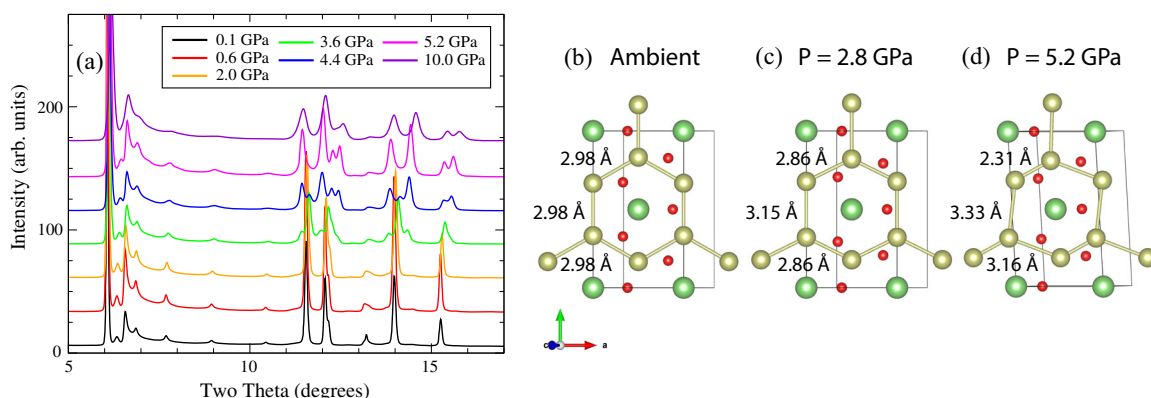 (a)
0.1 GPa
0.6 GPa
2.0 GPa
3.6 GPa
4.4 GPa
5.2 GPa
10.0 GPa
Intensity (arb. units)
200
100
0
5
10
15
Two Theta (degrees)
(b) Ambient
2.98 Å
2.98 Å
2.98 Å
c
a
(c) P = 2.8 GPa
2.86 Å
3.15 Å
2.86 Å
(d) P = 5.2 GPa
2.31 Å
3.33 Å
3.16 Å